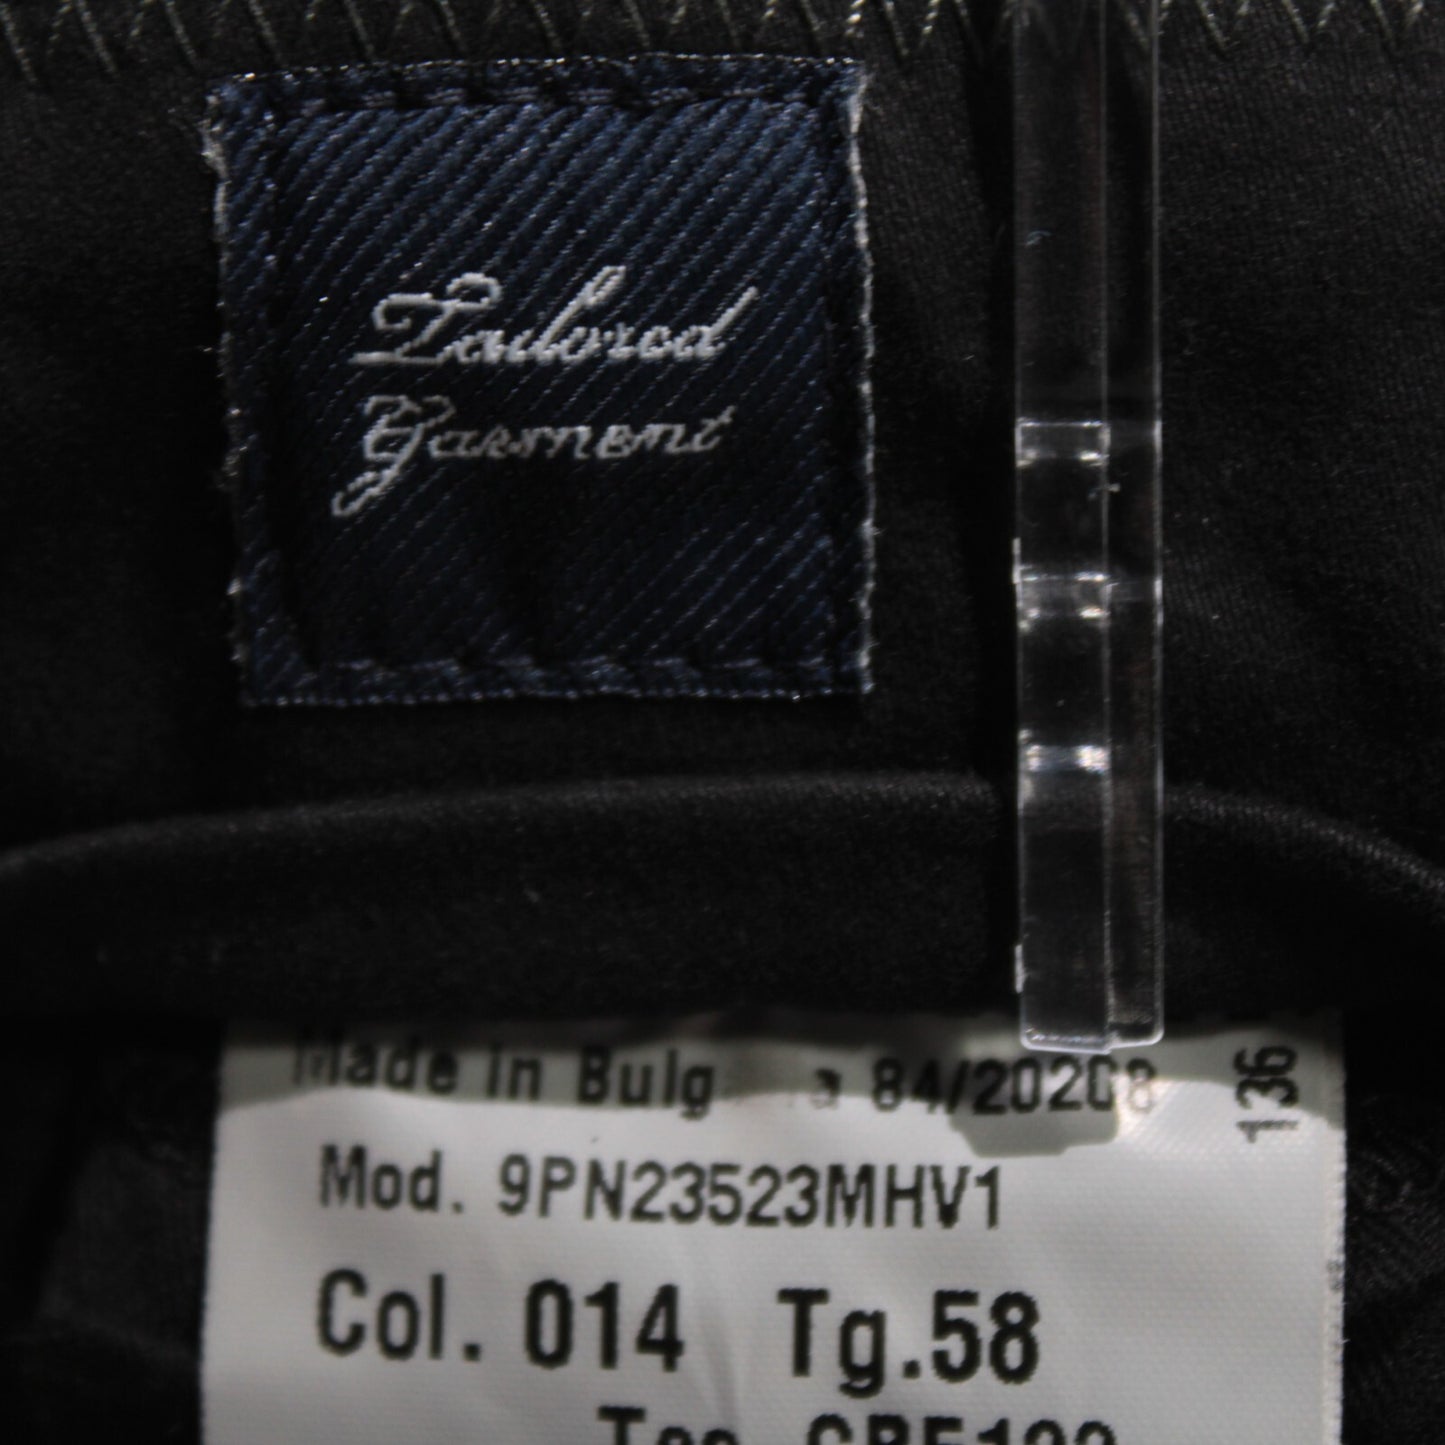 Tailored
Garment
Made in Bulg a 84/20208
136
Mod. 9PN23523MHV1
Col. 014 Tg.58